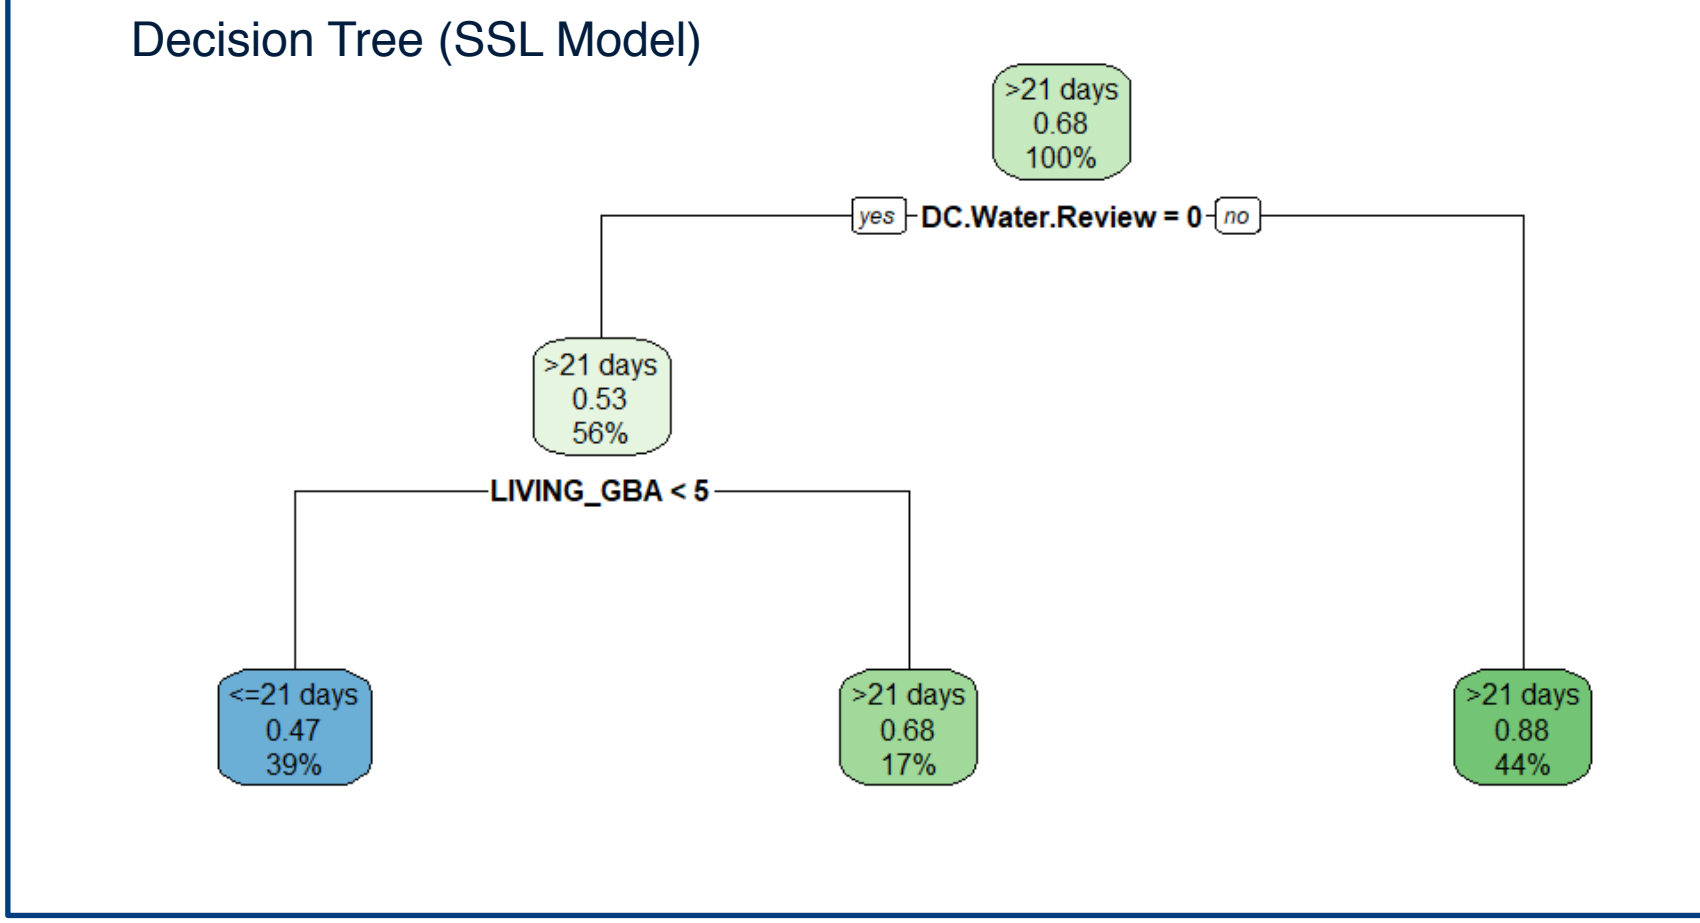 Decision Tree (SSL Model)
>21 days
0.68
100%
yes DC.Water.Review = 0 no
>21 days
0.53
56%
LIVING_GBA < 5
<=21 days
0.47
39%
>21 days
0.68
17%
>21 days
0.88
44%